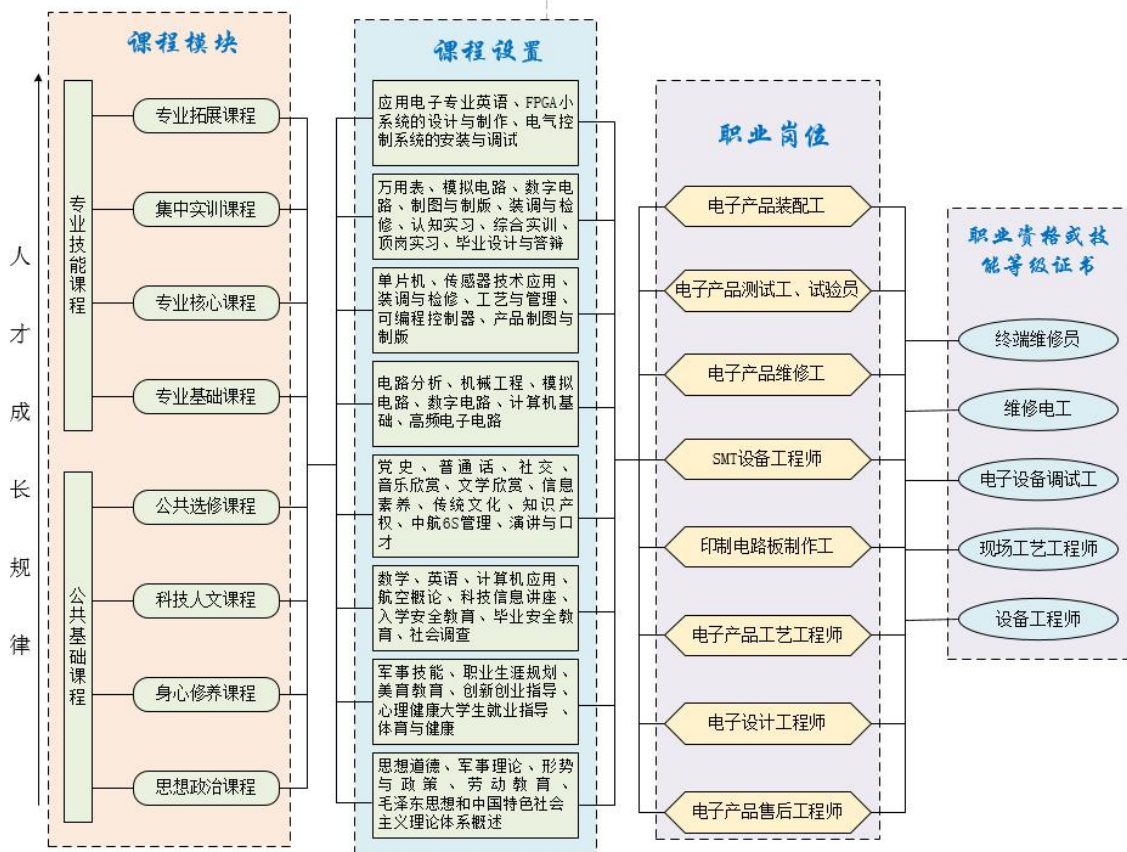 课程模块
专业技能课程
专业拓展课程
集中实训课程
专业核心课程
专业基础课程
公共基础课程
公共选修课程
科技人文课程
身心修养课程
思想政治课程
人才成长规律
课程设置
应用电子专业英语、FPGA小
系统的设计与制作、电气控
制系统的安装与调试
万用表、模拟电路、数字电
路、制图与制版、装调与检
修、认知实习、综合实训、
顶岗实习、毕业设计与答辩
单片机、传感器技术应用、
装调与检修、工艺与管理、
可编程控制器、产品制图与
制版
电路分析、机械工程、模拟
电路、数字电路、计算机基
础、高频电子电路
党史、普通话、社交、
音乐欣赏、文学欣赏、信息
素养、传统文化、知识产
权、中航6S管理、演讲与口
才
数学、英语、计算机应用、
航空概论、科技信息讲座、
入学安全教育、毕业安全教
育、社会调查
军事技能、职业生涯规划、
美育教育、创新创业指导、
心理健康大学生就业指导 、
体育与健康
思想道德、军事理论、形势
与政策、劳动教育、
毛泽东思想和中国特色社会
主义理论体系概述
职业岗位
电子产品装配工
电子产品测试工、试验员
电子产品维修工
SMT设备工程师
印制电路板制作工
电子产品工艺工程师
电子设计工程师
电子产品售后工程师
职业资格或技
能等级证书
终端维修员
维修电工
电子设备调试工
现场工艺工程师
设备工程师